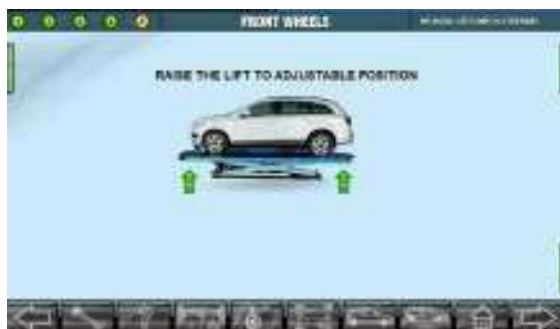 FRONT WHEELS
RAISE THE LIFT TO ADJUSTABLE POSITION